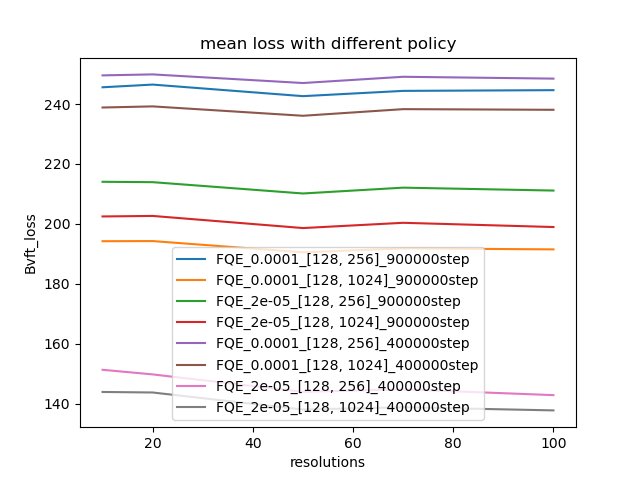 mean loss with different policy
Bvft_loss
240
220
200
180
160
140
FQE_0.0001_[128, 256]_900000step
FQE_0.0001_[128, 1024]_900000step
FQE_2e-05_[128, 256]_900000step
FQE_2e-05_[128, 1024]_900000step
FQE_0.0001_[128, 256]_400000step
FQE_0.0001_[128, 1024]_400000step
FQE_2e-05_[128, 256]_400000step
FQE_2e-05_[128, 1024]_400000step
20 40 60 80 100
resolutions